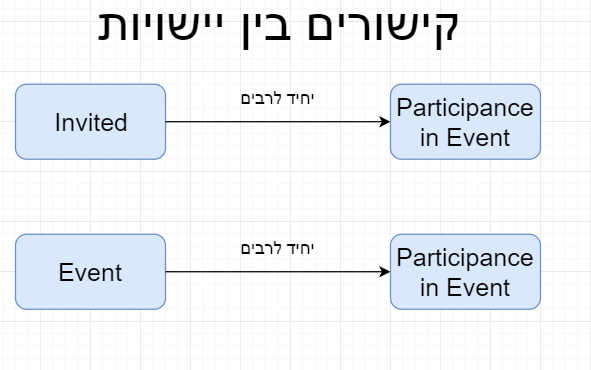 קישורים בין יישויות
Invited
יחיד לרבים
Participance
in Event
Event
יחיד לרבים
Participance
in Event